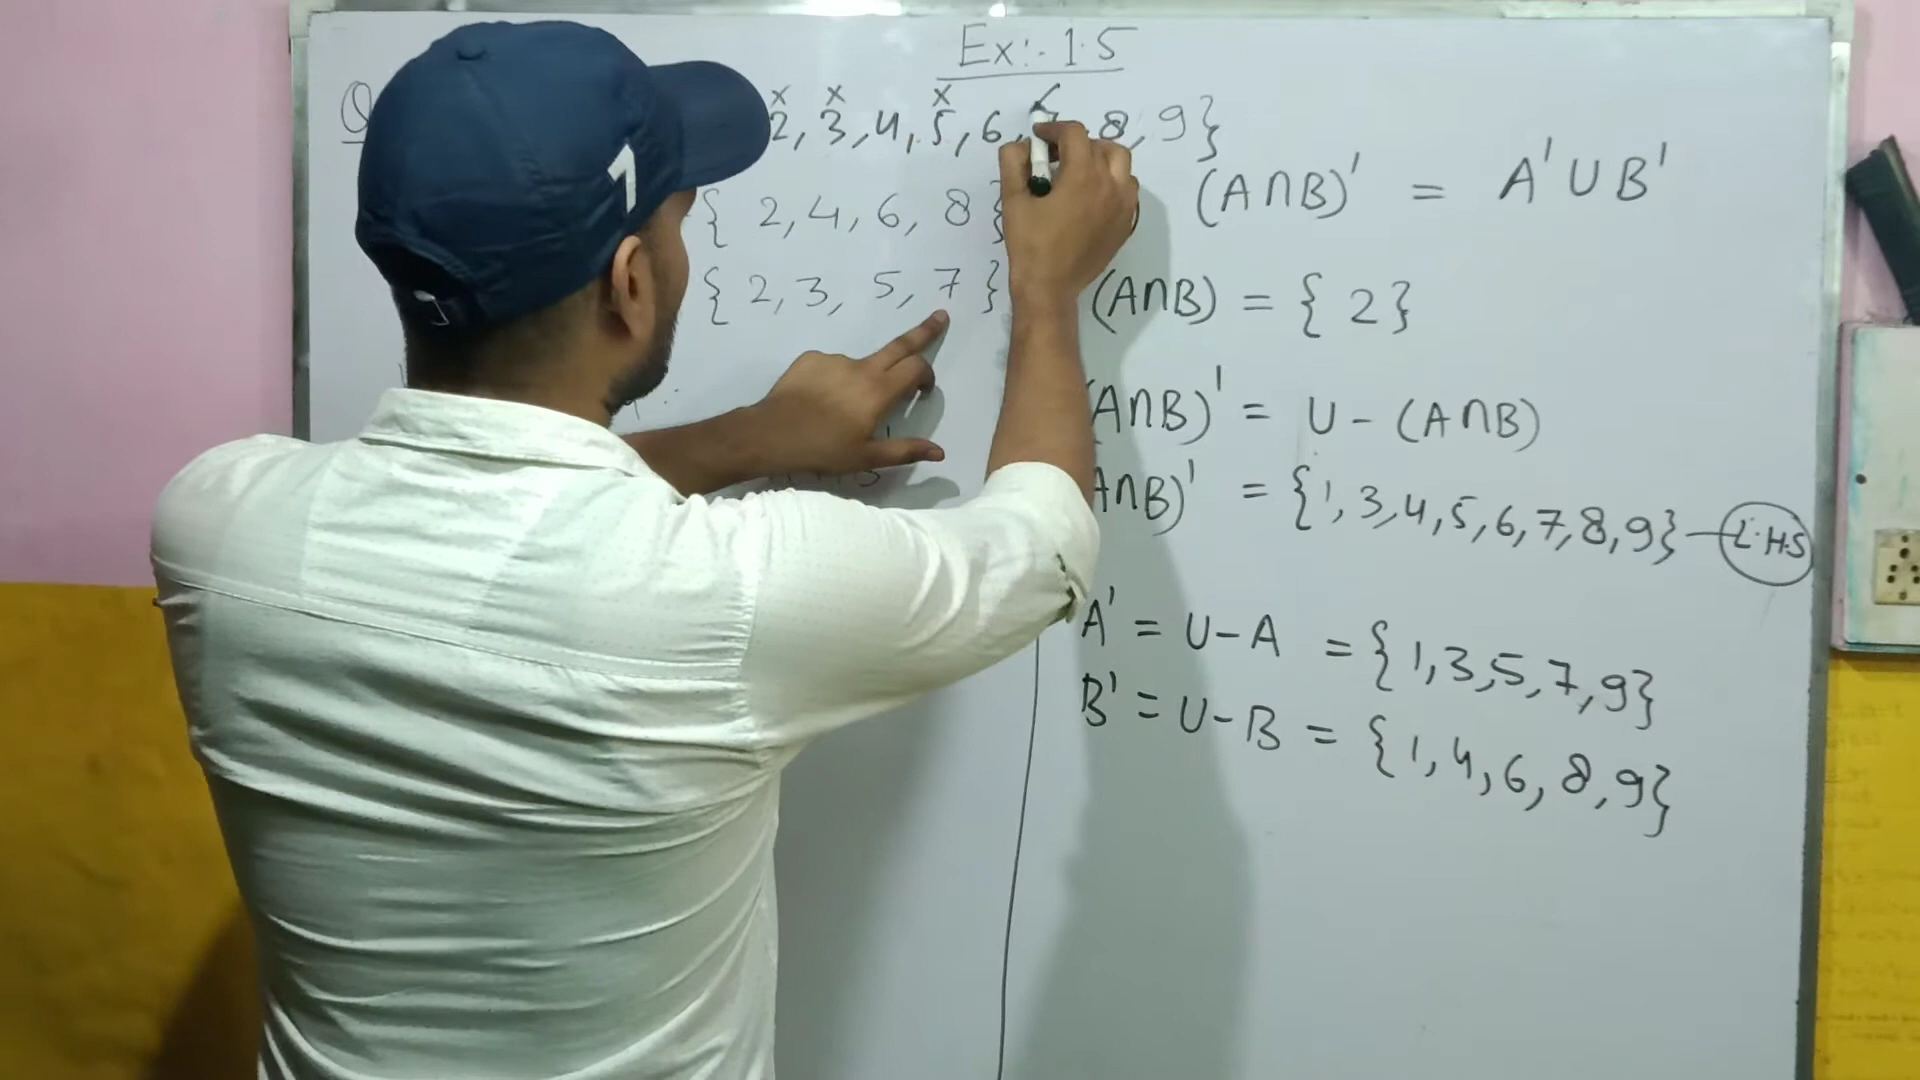 Ex:- 1.5
Q
2, 3, 4, 5, 6, 7, 8, 9}
{ 2, 4, 6, 8}
{ 2, 3, 5, 7}
(A∩B)' = A'∪B'
(A∩B) = { 2}
(A∩B)' = U - (A∩B)
A∩B)' = {1, 3, 4, 5, 6, 7, 8, 9} — L.H.S
A' = U-A = {1, 3, 5, 7, 9}
B' = U-B = {1, 4, 6, 8, 9}
7